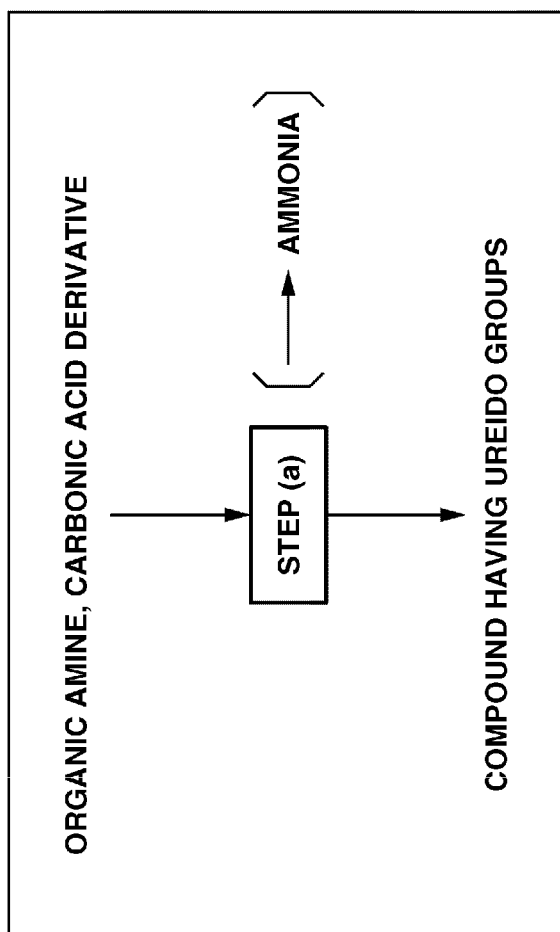 ORGANIC AMINE, CARBONIC ACID DERIVATIVE
STEP (a)
( AMMONIA )
COMPOUND HAVING UREIDO GROUPS